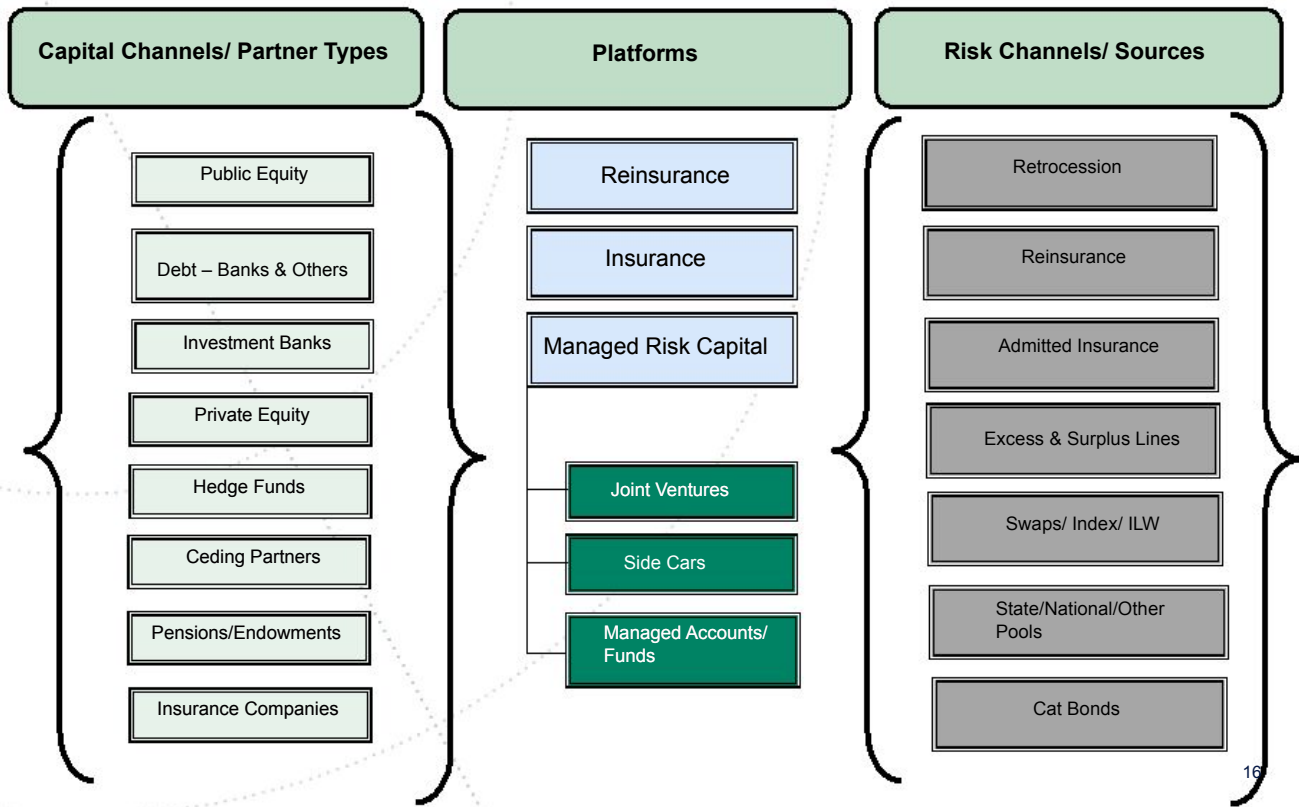 Capital Channels/ Partner Types
Public Equity
Debt – Banks & Others
Investment Banks
Private Equity
Hedge Funds
Ceding Partners
Pensions/Endowments
Insurance Companies
Platforms
Reinsurance
Insurance
Managed Risk Capital
Joint Ventures
Side Cars
Managed Accounts/
Funds
Risk Channels/ Sources
Retrocession
Reinsurance
Admitted Insurance
Excess & Surplus Lines
Swaps/ Index/ ILW
State/National/Other
Pools
Cat Bonds
16